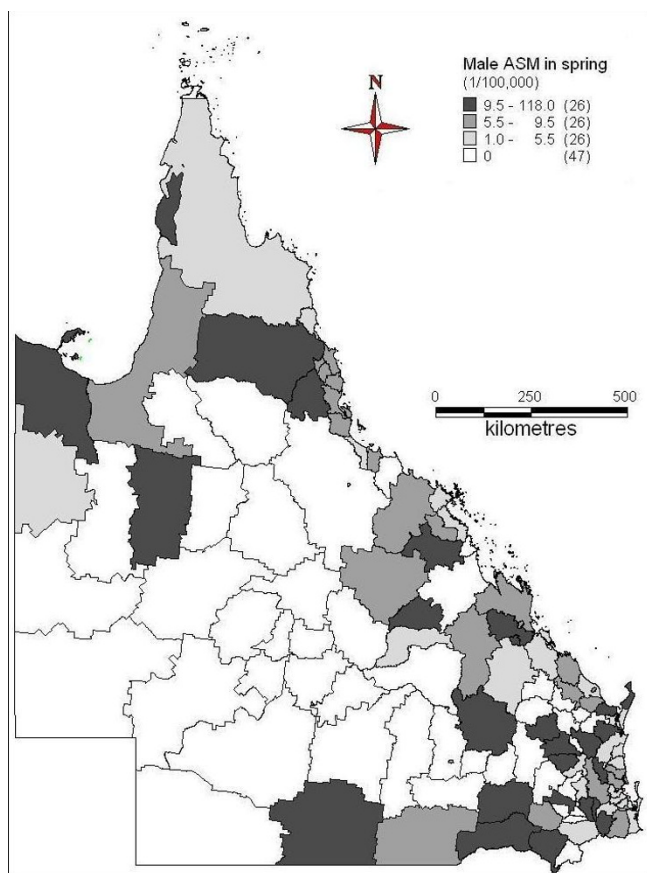 Male ASM in spring
(1/100,000)
9.5 - 118.0 (26)
5.5 - 9.5 (26)
1.0 - 5.5 (26)
0 (47)
N
0 250 500
kilometres